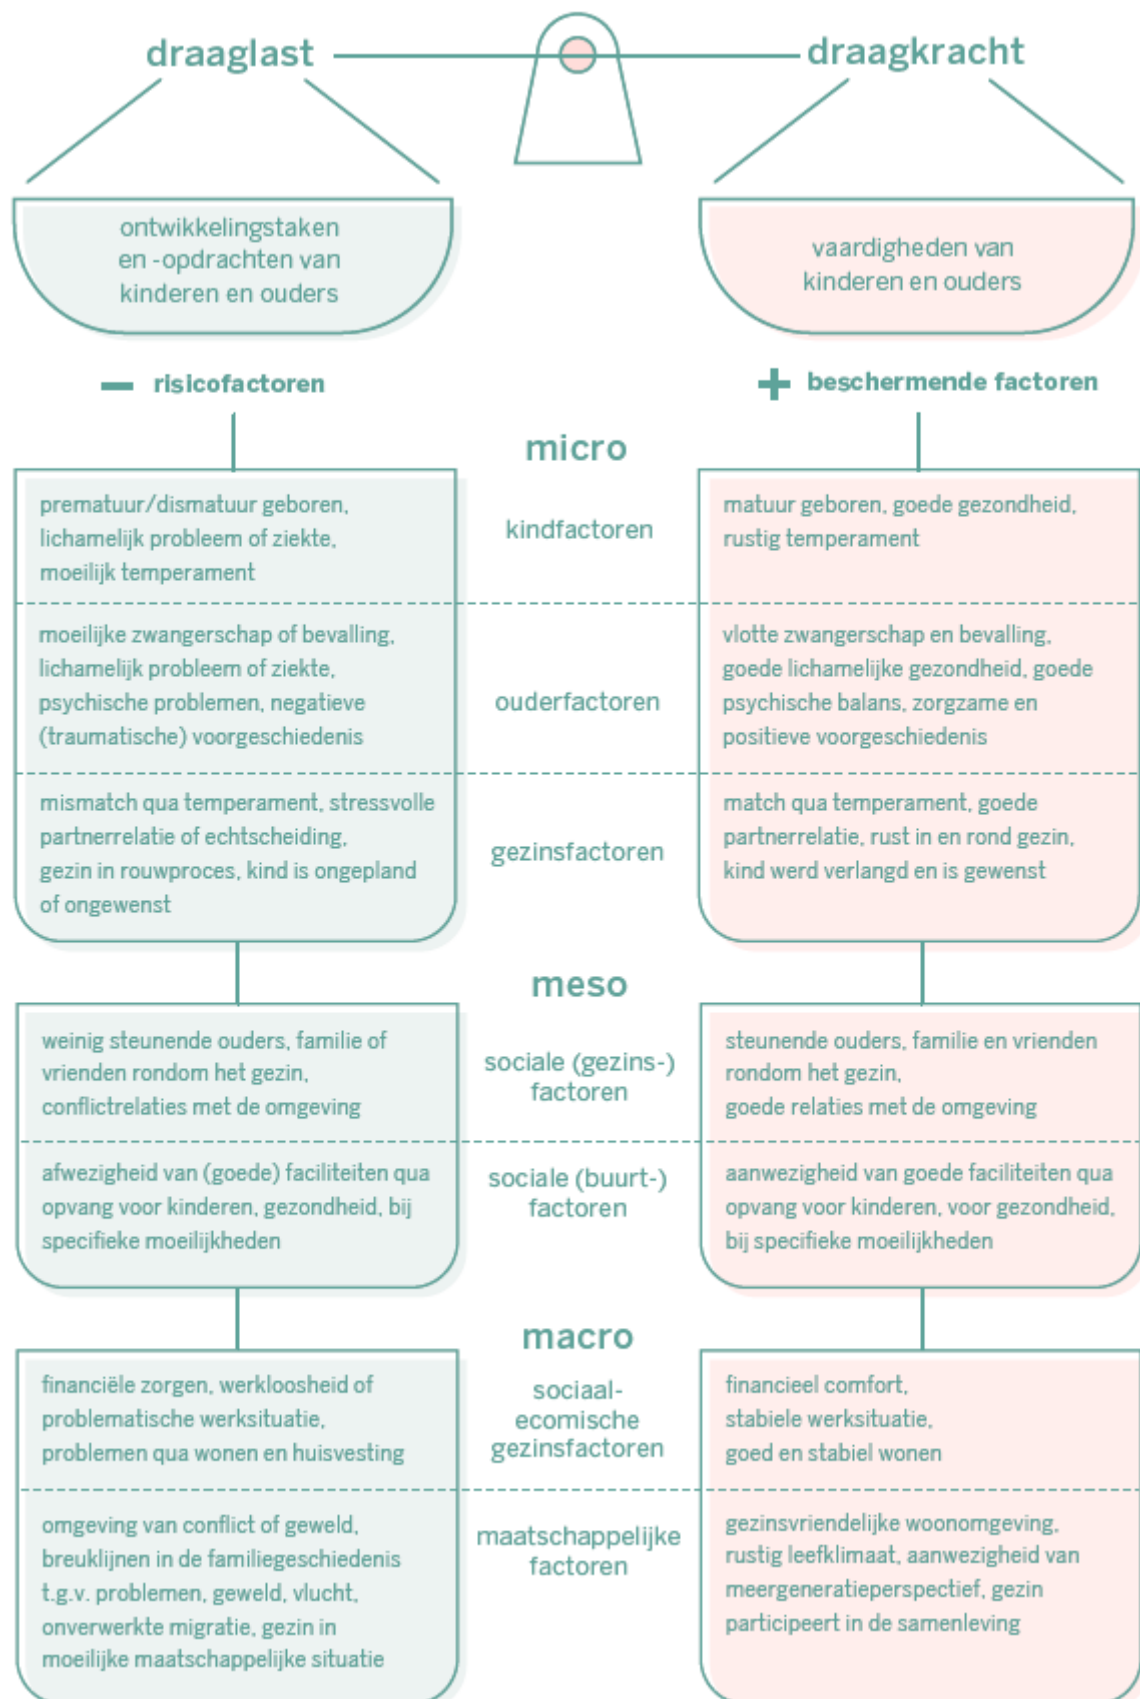 draaglast
draagkracht
ontwikkelingstaken
en -opdrachten van
kinderen en ouders
vaardigheden van
kinderen en ouders
− risicofactoren
+ beschermende factoren
micro
prematuur/dismatuur geboren,
lichamelijk probleem of ziekte,
moeilijk temperament
kindfactoren
matuur geboren, goede gezondheid,
rustig temperament
moeilijke zwangerschap of bevalling,
lichamelijk probleem of ziekte,
psychische problemen, negatieve
(traumatische) voorgeschiedenis
ouderfactoren
vlotte zwangerschap en bevalling,
goede lichamelijke gezondheid, goede
psychische balans, zorgzame en
positieve voorgeschiedenis
mismatch qua temperament, stressvolle
partnerrelatie of echtscheiding,
gezin in rouwproces, kind is ongepland
of ongewenst
gezinsfactoren
match qua temperament, goede
partnerrelatie, rust in en rond gezin,
kind werd verlangd en is gewenst
meso
weinig steunende ouders, familie of
vrienden rondom het gezin,
conflictrelaties met de omgeving
sociale (gezins-)
factoren
steunende ouders, familie en vrienden
rondom het gezin,
goede relaties met de omgeving
afwezigheid van (goede) faciliteiten qua
opvang voor kinderen, gezondheid, bij
specifieke moeilijkheden
sociale (buurt-)
factoren
aanwezigheid van goede faciliteiten qua
opvang voor kinderen, voor gezondheid,
bij specifieke moeilijkheden
macro
financiële zorgen, werkloosheid of
problematische werksituatie,
problemen qua wonen en huisvesting
sociaal-
ecomische
gezinsfactoren
financieel comfort,
stabiele werksituatie,
goed en stabiel wonen
omgeving van conflict of geweld,
breuklijnen in de familiegeschiedenis
t.g.v. problemen, geweld, vlucht,
onverwerkte migratie, gezin in
moeilijke maatschappelijke situatie
maatschappelijke
factoren
gezinsvriendelijke woonomgeving,
rustig leefklimaat, aanwezigheid van
meergeneratieperspectief, gezin
participeert in de samenleving